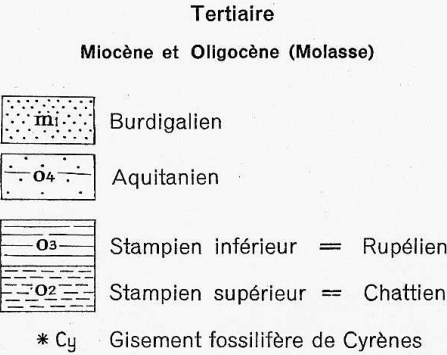 Tertiaire
Miocène et Oligocène (Molasse)
m₁ Burdigalien
o4 Aquitanien
o3 Stampien inférieur = Rupélien
o2 Stampien supérieur = Chattien
* Cy Gisement fossilifère de Cyrènes